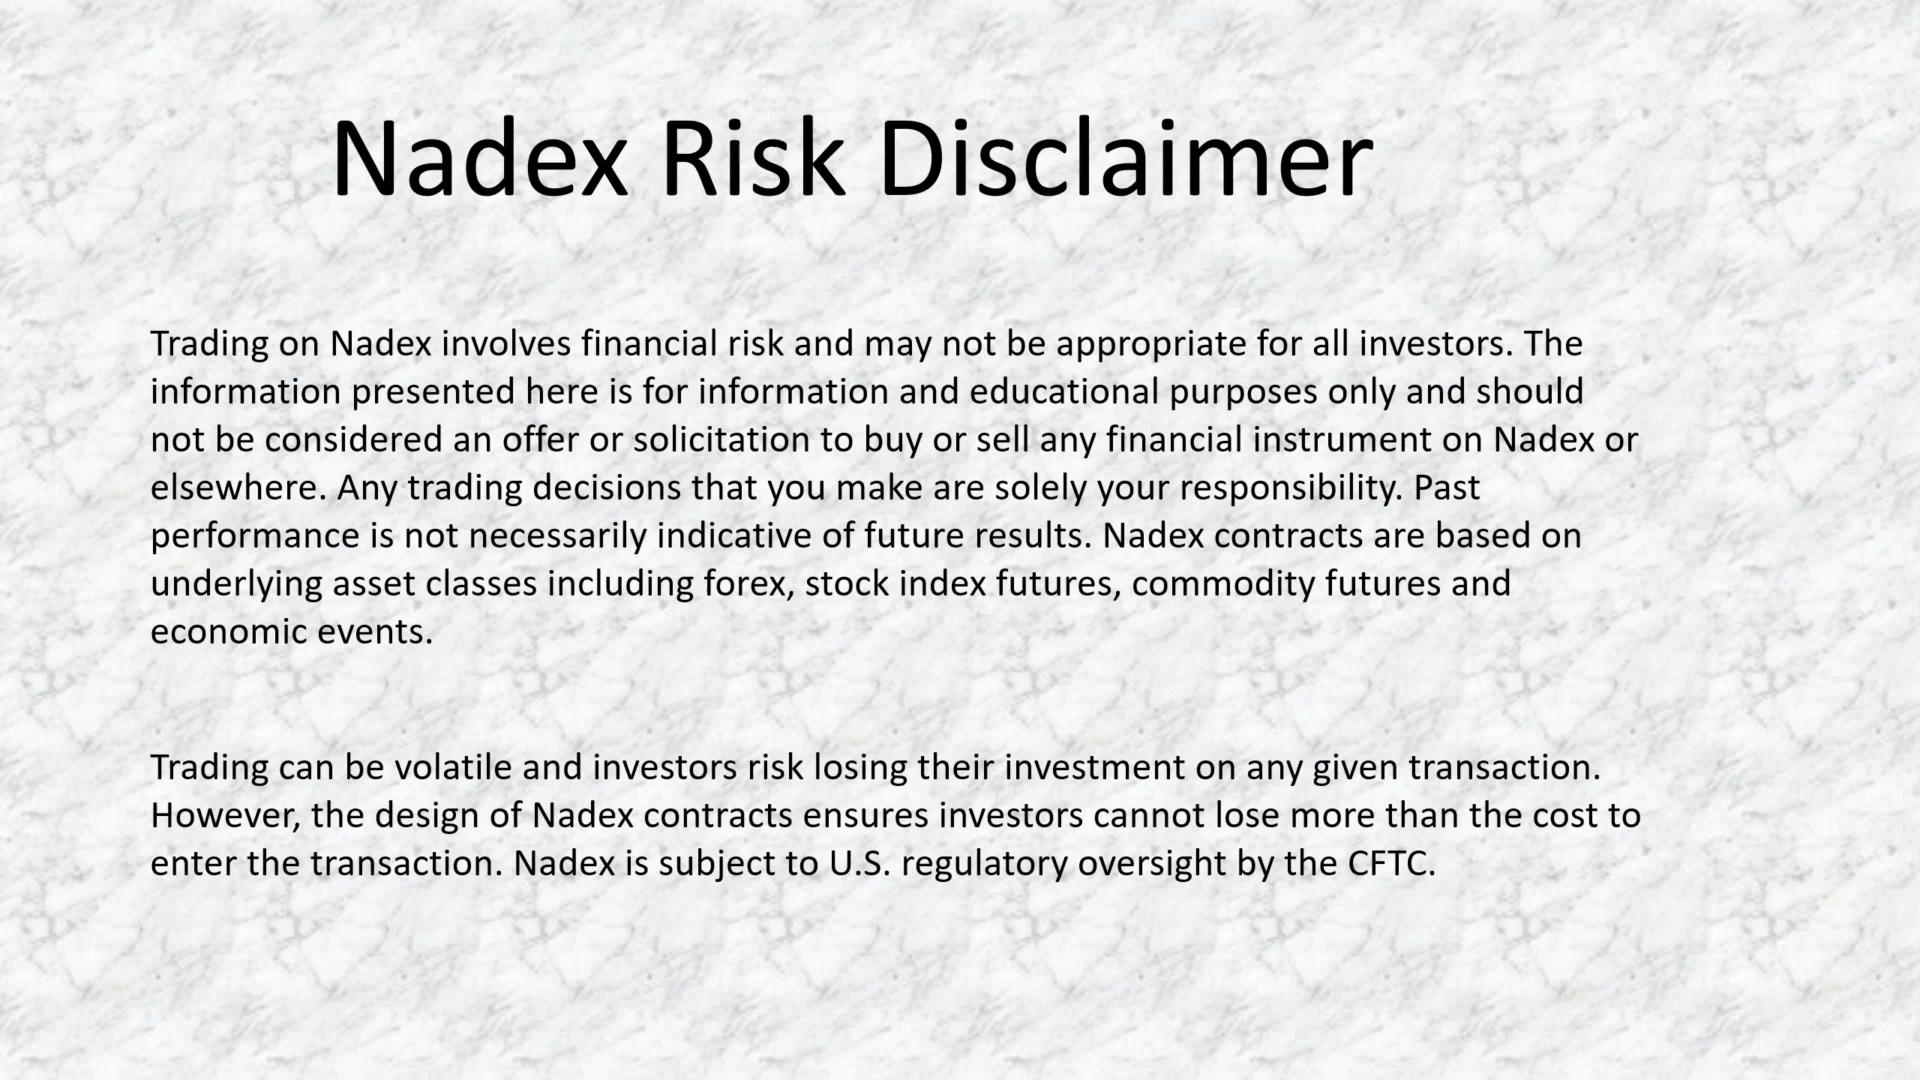 Nadex Risk Disclaimer
Trading on Nadex involves financial risk and may not be appropriate for all investors. The
information presented here is for information and educational purposes only and should
not be considered an offer or solicitation to buy or sell any financial instrument on Nadex or
elsewhere. Any trading decisions that you make are solely your responsibility. Past
performance is not necessarily indicative of future results. Nadex contracts are based on
underlying asset classes including forex, stock index futures, commodity futures and
economic events.
Trading can be volatile and investors risk losing their investment on any given transaction.
However, the design of Nadex contracts ensures investors cannot lose more than the cost to
enter the transaction. Nadex is subject to U.S. regulatory oversight by the CFTC.